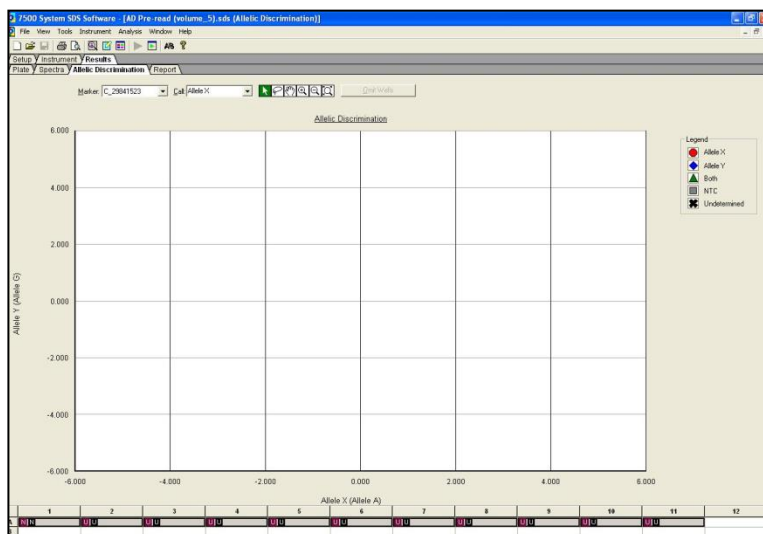 7500 System SDS Software - [AD Pre-read (volume_5).sds (Allelic Discrimination)]
File View Tools Instrument Analysis Window Help
Setup Instrument Results
Plate Spectra Allelic Discrimination Report
Marker: C_29841523 Call: Allele X Omit Wells
Allelic Discrimination
6.000
4.000
2.000
0.000
-2.000
-4.000
-6.000
Allele Y (Allele G)
-6.000 -4.000 -2.000 0.000 2.000 4.000 6.000
Allele X (Allele A)
Legend
Allele X
Allele Y
Both
NTC
Undetermined
1 2 3 4 5 6 7 8 9 10 11 12
A N N U U U U U U U U U U U U U U U U U U U U
B